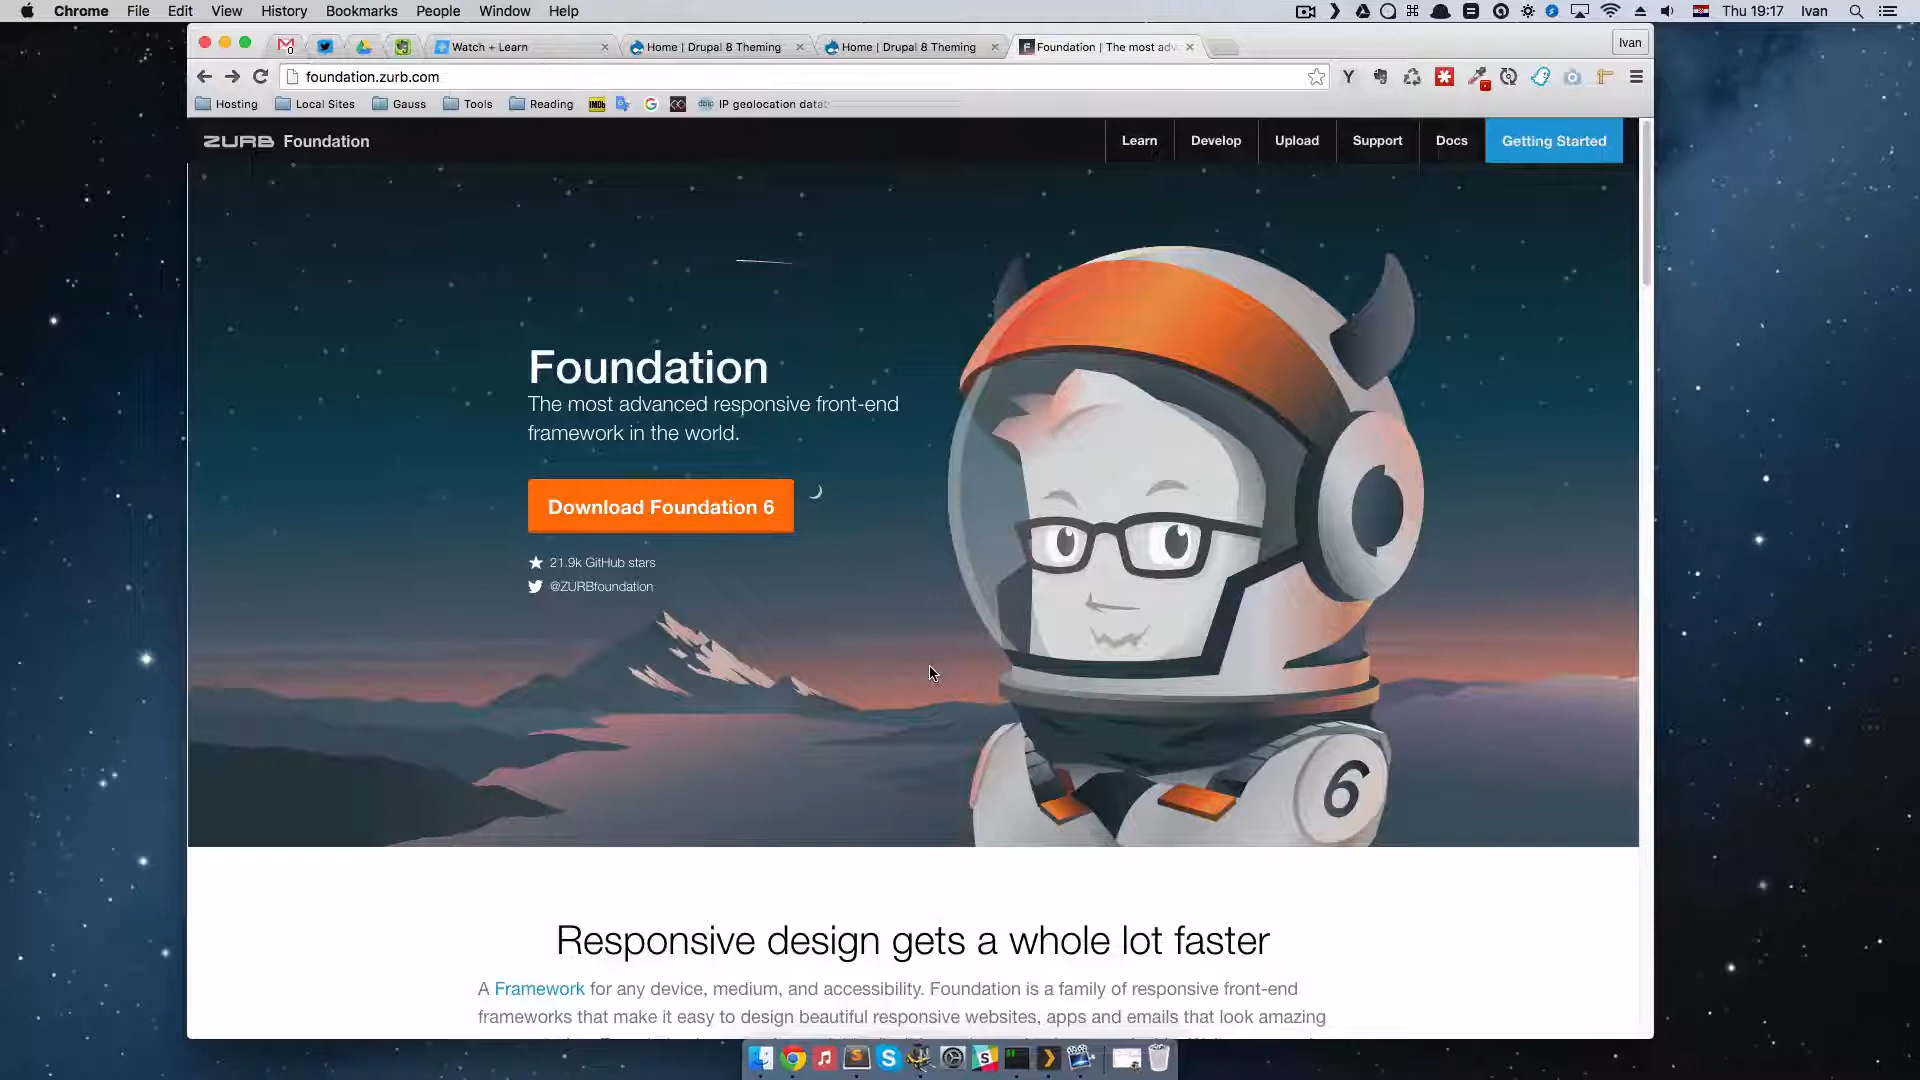 Chrome File Edit View History Bookmarks People Window Help
Thu 19:17 Ivan
Watch + Learn
Home | Drupal 8 Theming
Home | Drupal 8 Theming
Foundation | The most adv
Ivan
foundation.zurb.com
Hosting Local Sites Gauss Tools Reading IMDb IP geolocation datab
ZURB Foundation
Learn Develop Upload Support Docs Getting Started
Foundation
The most advanced responsive front-end
framework in the world.
Download Foundation 6
21.9k GitHub stars
@ZURBfoundation
6
Responsive design gets a whole lot faster
A Framework for any device, medium, and accessibility. Foundation is a family of responsive front-end
frameworks that make it easy to design beautiful responsive websites, apps and emails that look amazing